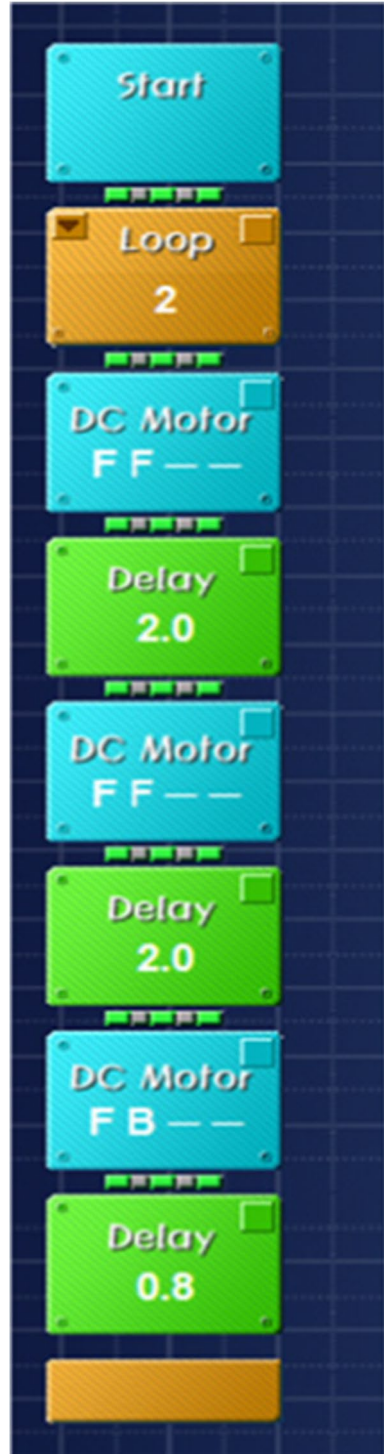 Start
Loop
2
DC Motor
F F — —
Delay
2.0
DC Motor
F F — —
Delay
2.0
DC Motor
F B — —
Delay
0.8